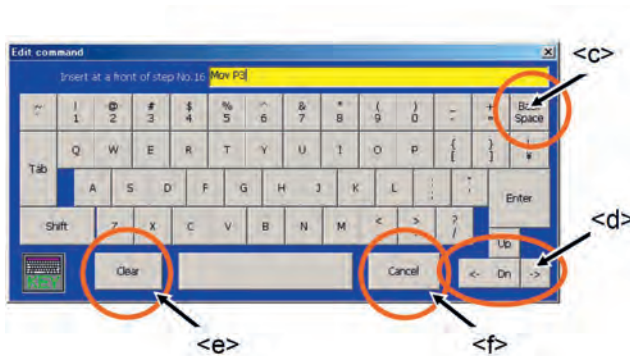 Edit command
<c>
Insert at a front of step No.16 Mov P3
~ ! 1 @ 2 # 3 $ 4 % 5 ^ 6 & 7 * 8 ( 9 ) 0 _ - + = Back Space
Tab Q W E R T Y U I O P { [ } ] ¥
A S D F G H J K L : ; " ' Enter
Shift Z X C V B N M < , > . ? / Up
<d>
Clear Cancel <- Dn ->
<e> <f>